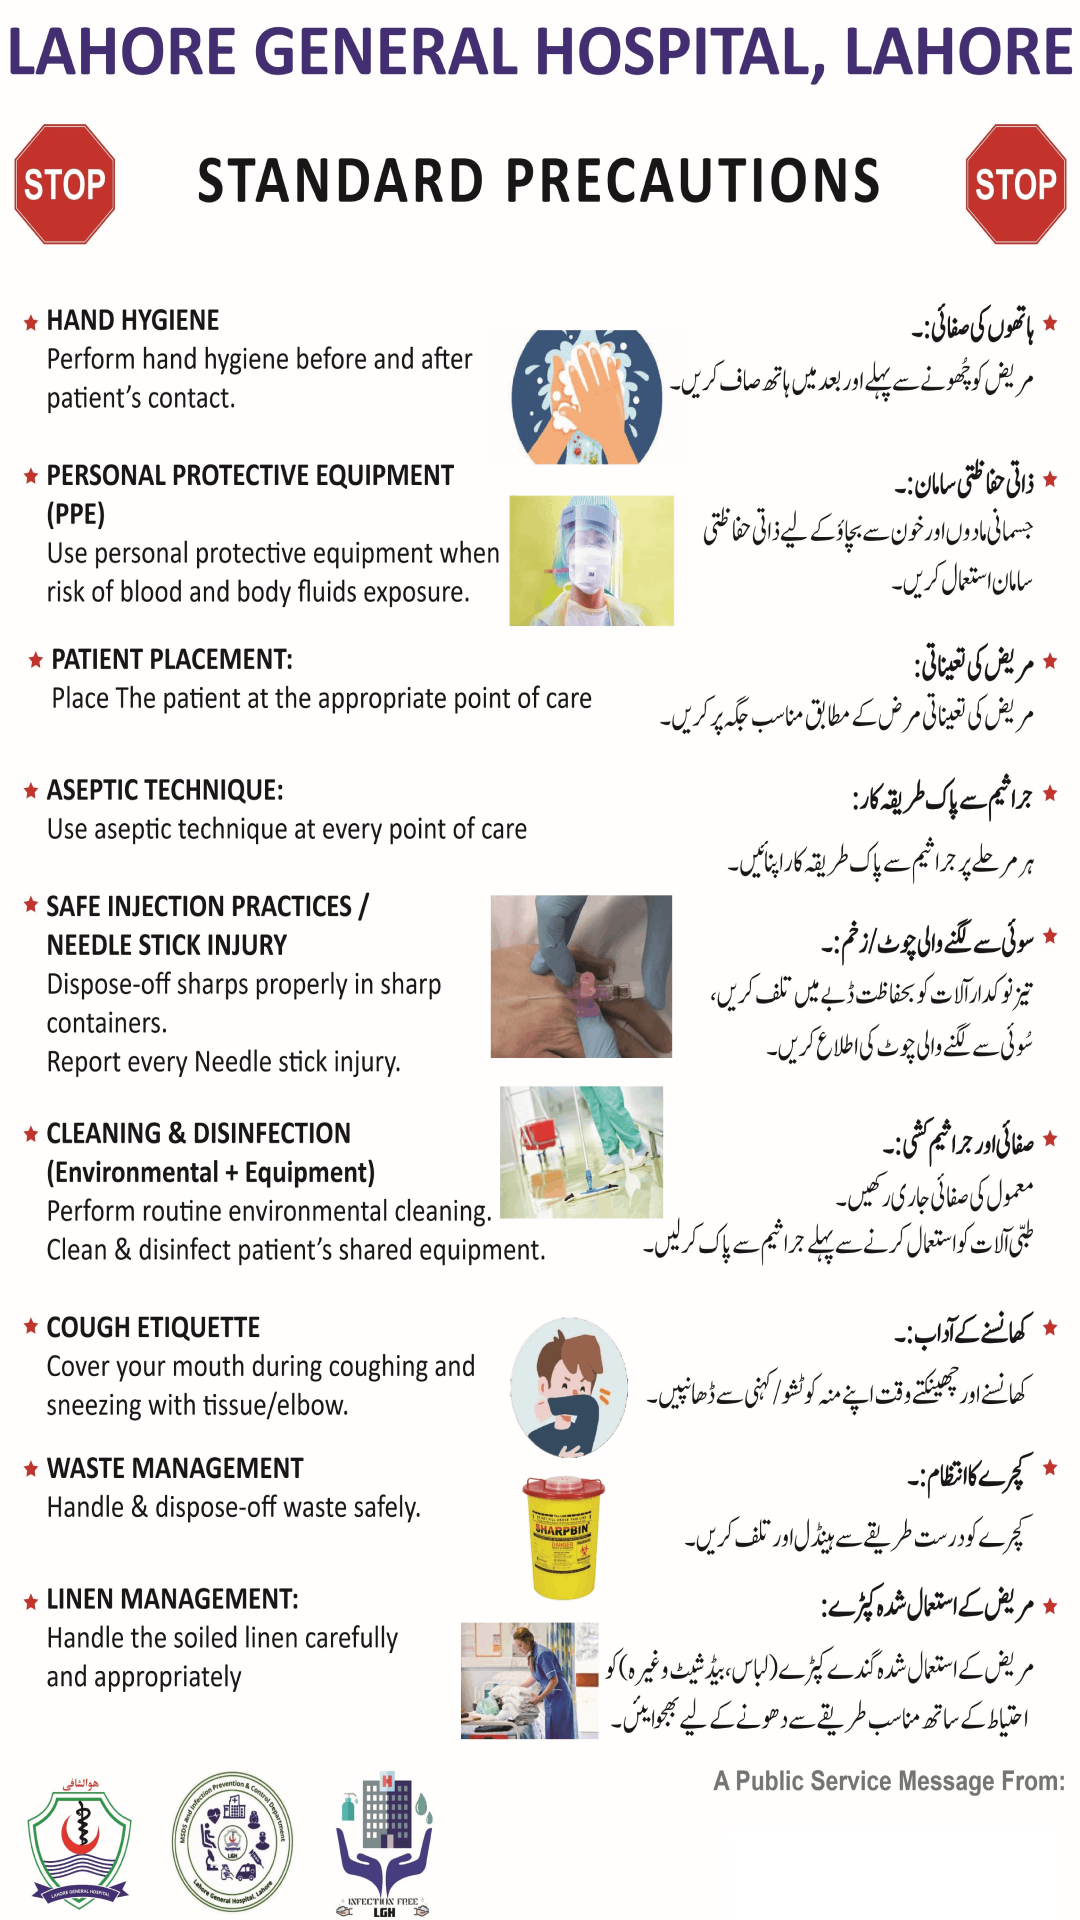 LAHORE GENERAL HOSPITAL, LAHORE
STOP
STANDARD PRECAUTIONS
STOP
HAND HYGIENE
Perform hand hygiene before and after
patient's contact.
ہاتھوں کی صفائی:۔
مریض کو چُھونے سے پہلے اور بعد میں ہاتھ صاف کریں۔
PERSONAL PROTECTIVE EQUIPMENT
(PPE)
Use personal protective equipment when
risk of blood and body fluids exposure.
ذاتی حفاظتی سامان:۔
جسمانی مادوں اور خون سے بچاؤ کے لیے ذاتی حفاظتی
سامان استعمال کریں۔
PATIENT PLACEMENT:
Place The patient at the appropriate point of care
مریض کی تعیناتی:
مریض کی تعیناتی مرض کے مطابق مناسب جگہ پر کریں۔
ASEPTIC TECHNIQUE:
Use aseptic technique at every point of care
جراثیم سے پاک طریقہ کار:
ہر مرحلے پر جراثیم سے پاک طریقہ کار اپنائیں۔
SAFE INJECTION PRACTICES /
NEEDLE STICK INJURY
Dispose-off sharps properly in sharp
containers.
Report every Needle stick injury.
سوئی سے لگنے والی چوٹ/زخم:۔
تیز نوکدار آلات کو بحفاظت ڈبے میں تلف کریں،
سُوئی سے لگنے والی چوٹ کی اطلاع کریں۔
CLEANING & DISINFECTION
(Environmental + Equipment)
Perform routine environmental cleaning.
Clean & disinfect patient's shared equipment.
صفائی اور جراثیم کشی:۔
معمول کی صفائی جاری رکھیں۔
طبّی آلات کو استعمال کرنے سے پہلے جراثیم سے پاک کر لیں۔
COUGH ETIQUETTE
Cover your mouth during coughing and
sneezing with tissue/elbow.
کھانسنے کے آداب:۔
کھانسنے اور چھینکتے وقت اپنے منہ کو ٹشو/کہنی سے ڈھانپیں۔
WASTE MANAGEMENT
Handle & dispose-off waste safely.
SHARPBIN
DANGER
کچرے کا انتظام:۔
کچرے کو درست طریقے سے ہینڈل اور تلف کریں۔
LINEN MANAGEMENT:
Handle the soiled linen carefully
and appropriately
مریض کے استعمال شدہ کپڑے:
مریض کے استعمال شدہ گندے کپڑے (لباس، بیڈ شیٹ وغیرہ) کو
احتیاط کے ساتھ مناسب طریقے سے دھونے کے لیے بھجوائیں۔
A Public Service Message From:
هوالشافی
LAHORE GENERAL HOSPITAL
MSDS and Infection Prevention & Control Department
LGH
Lahore General Hospital, Lahore
H
INFECTION FREE
LGH